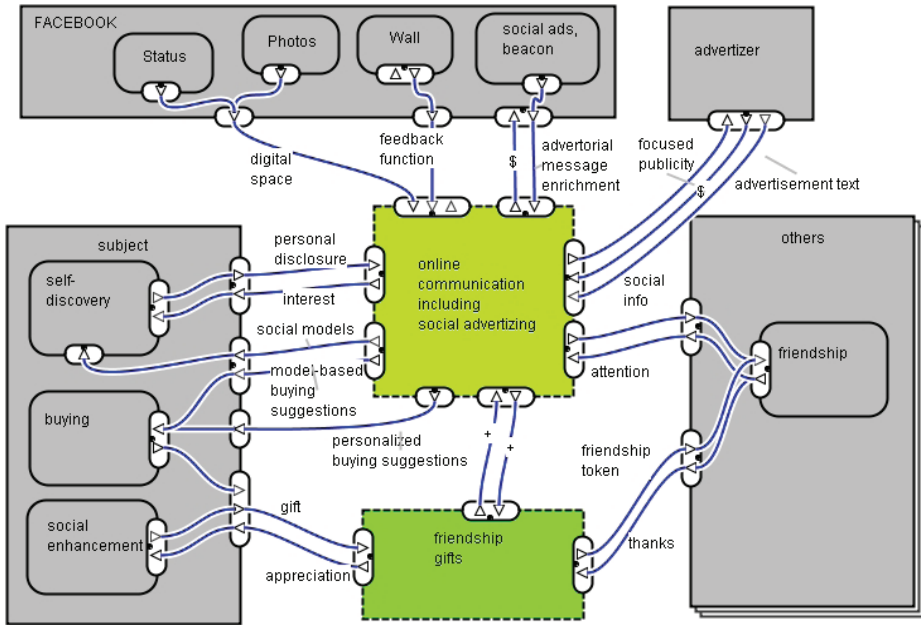 FACEBOOK
Status
Photos
Wall
social ads,
beacon
advertizer
digital
space
feedback
function
$
advertorial
message
enrichment
focused
publicity
$
advertisement text
subject
self-
discovery
personal
disclosure
interest
social models
model-based
buying
suggestions
online
communication
including
social advertizing
social
info
attention
others
friendship
buying
personalized
buying suggestions
+
+
friendship
token
social
enhancement
gift
appreciation
friendship
gifts
thanks